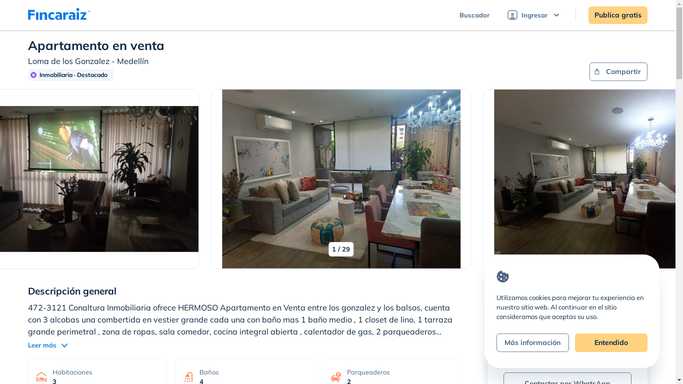 Fincaraiz
Buscador
Ingresar
Publica gratis
Apartamento en venta
Loma de los Gonzalez - Medellín
Inmobiliaria - Destacado
Compartir
1 / 29
Descripción general
472-3121 Conaltura Inmobiliaria ofrece HERMOSO Apartamento en Venta entre los gonzalez y los balsos, cuenta
con 3 alcobas una combertida en vestier grande cada una con baño mas 1 baño medio , 1 closet de lino, 1 tarraza
grande perimetral , zona de ropas, sala comedor, cocina integral abierta , calentador de gas, 2 parqueaderos...
Leer más
Habitaciones
3
Baños
4
Parqueaderos
2
Utilizamos cookies para mejorar tu experiencia en
nuestro sitio web. Al continuar en el sitio
consideramos que aceptas su uso.
Más información
Entendido
Contactar por WhatsApp